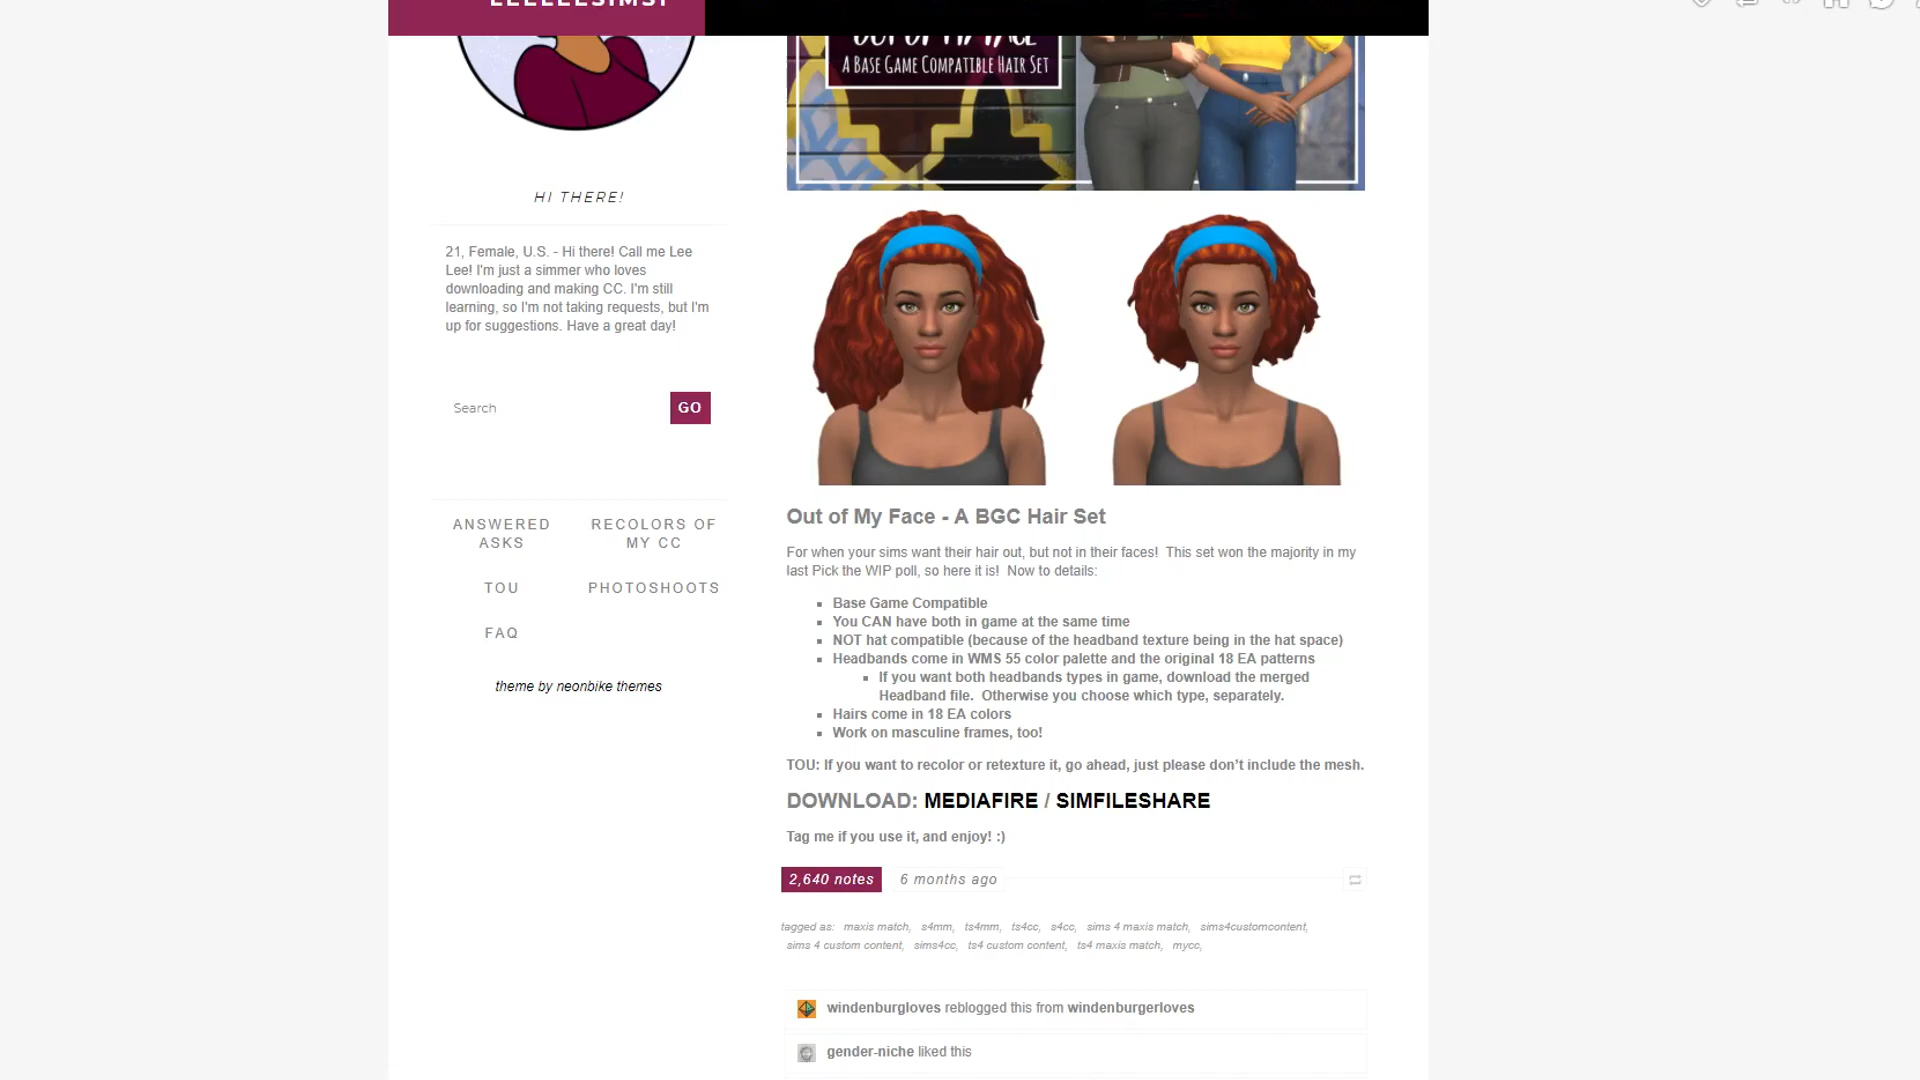 A BASE GAME COMPATIBLE HAIR SET
HI THERE!
21, Female, U.S. - Hi there! Call me Lee
Lee! I'm just a simmer who loves
downloading and making CC. I'm still
learning, so I'm not taking requests, but I'm
up for suggestions. Have a great day!
Search
GO
ANSWERED
ASKS
RECOLORS OF
MY CC
TOU
PHOTOSHOOTS
FAQ
theme by neonbike themes
Out of My Face - A BGC Hair Set
For when your sims want their hair out, but not in their faces!  This set won the majority in my
last Pick the WIP poll, so here it is!  Now to details:
Base Game Compatible
You CAN have both in game at the same time
NOT hat compatible (because of the headband texture being in the hat space)
Headbands come in WMS 55 color palette and the original 18 EA patterns
If you want both headbands types in game, download the merged
Headband file.  Otherwise you choose which type, separately.
Hairs come in 18 EA colors
Work on masculine frames, too!
TOU: If you want to recolor or retexture it, go ahead, just please don’t include the mesh.
DOWNLOAD: MEDIAFIRE / SIMFILESHARE
Tag me if you use it, and enjoy! :)
2,640 notes
6 months ago
tagged as: maxis match, s4mm, ts4mm, ts4cc, s4cc, sims 4 maxis match, sims4customcontent,
sims 4 custom content, sims4cc, ts4 custom content, ts4 maxis match, mycc,
windenburgloves reblogged this from windenburgerloves
gender-niche liked this